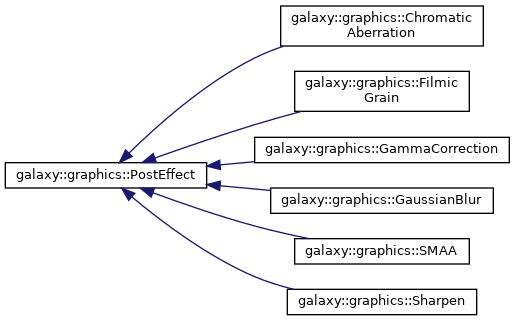 galaxy::graphics::Chromatic
Aberration
galaxy::graphics::Filmic
Grain
galaxy::graphics::GammaCorrection
galaxy::graphics::PostEffect
galaxy::graphics::GaussianBlur
galaxy::graphics::SMAA
galaxy::graphics::Sharpen